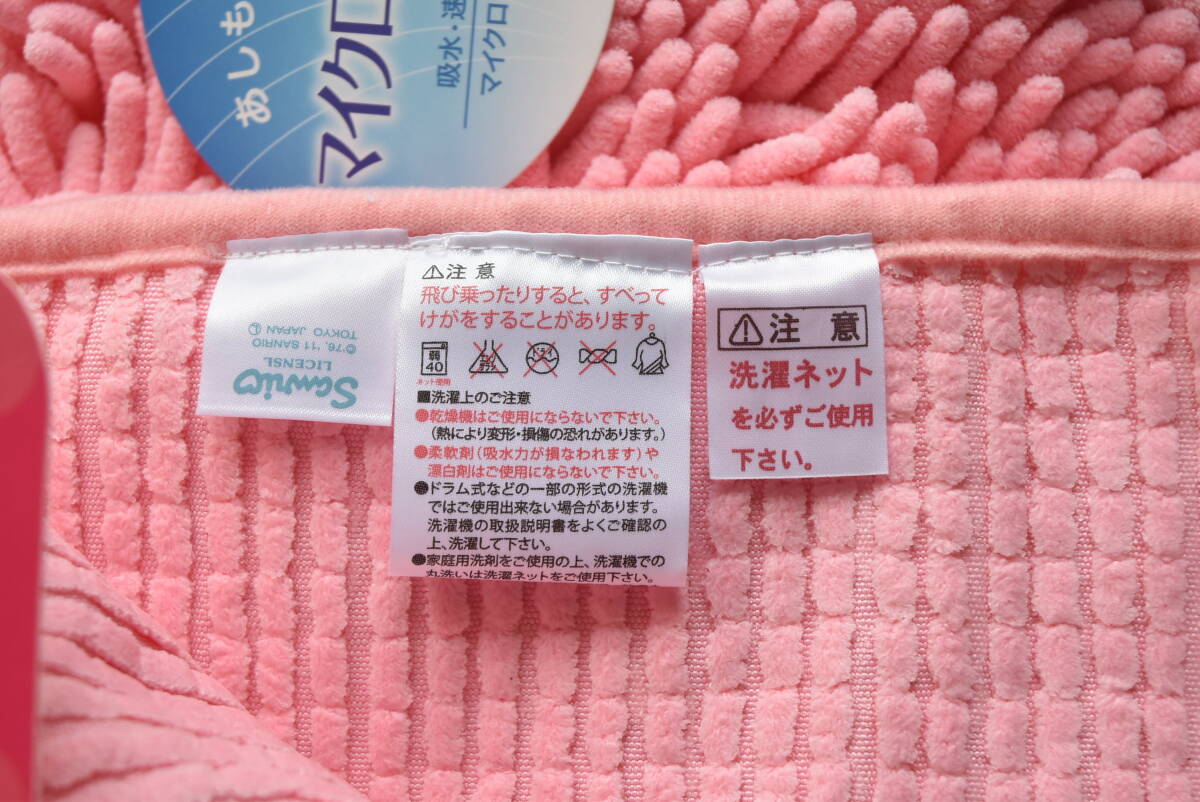 あしも
マイクロ
吸水・速
マイクロ
Sanrio
LICENSE
©'76, '11 SANRIO
TOKYO JAPAN Ⓛ
⚠注意
飛び乗ったりすると、すべって
けがをすることがあります。
弱
40
ネット使用
エンソ
サラシ
ドライ
■洗濯上のご注意
●乾燥機はご使用にならないで下さい。
(熱により変形・損傷の恐れがあります。)
●柔軟剤(吸水力が損なわれます)や
漂白剤はご使用にならないで下さい。
●ドラム式などの一部の形式の洗濯機
ではご使用出来ない場合があります。
洗濯機の取扱説明書をよくご確認の
上、洗濯して下さい。
●家庭用洗剤をご使用の上、洗濯機での
丸洗いは洗濯ネットをご使用下さい。
⚠注意
洗濯ネット
を必ずご使用
下さい。